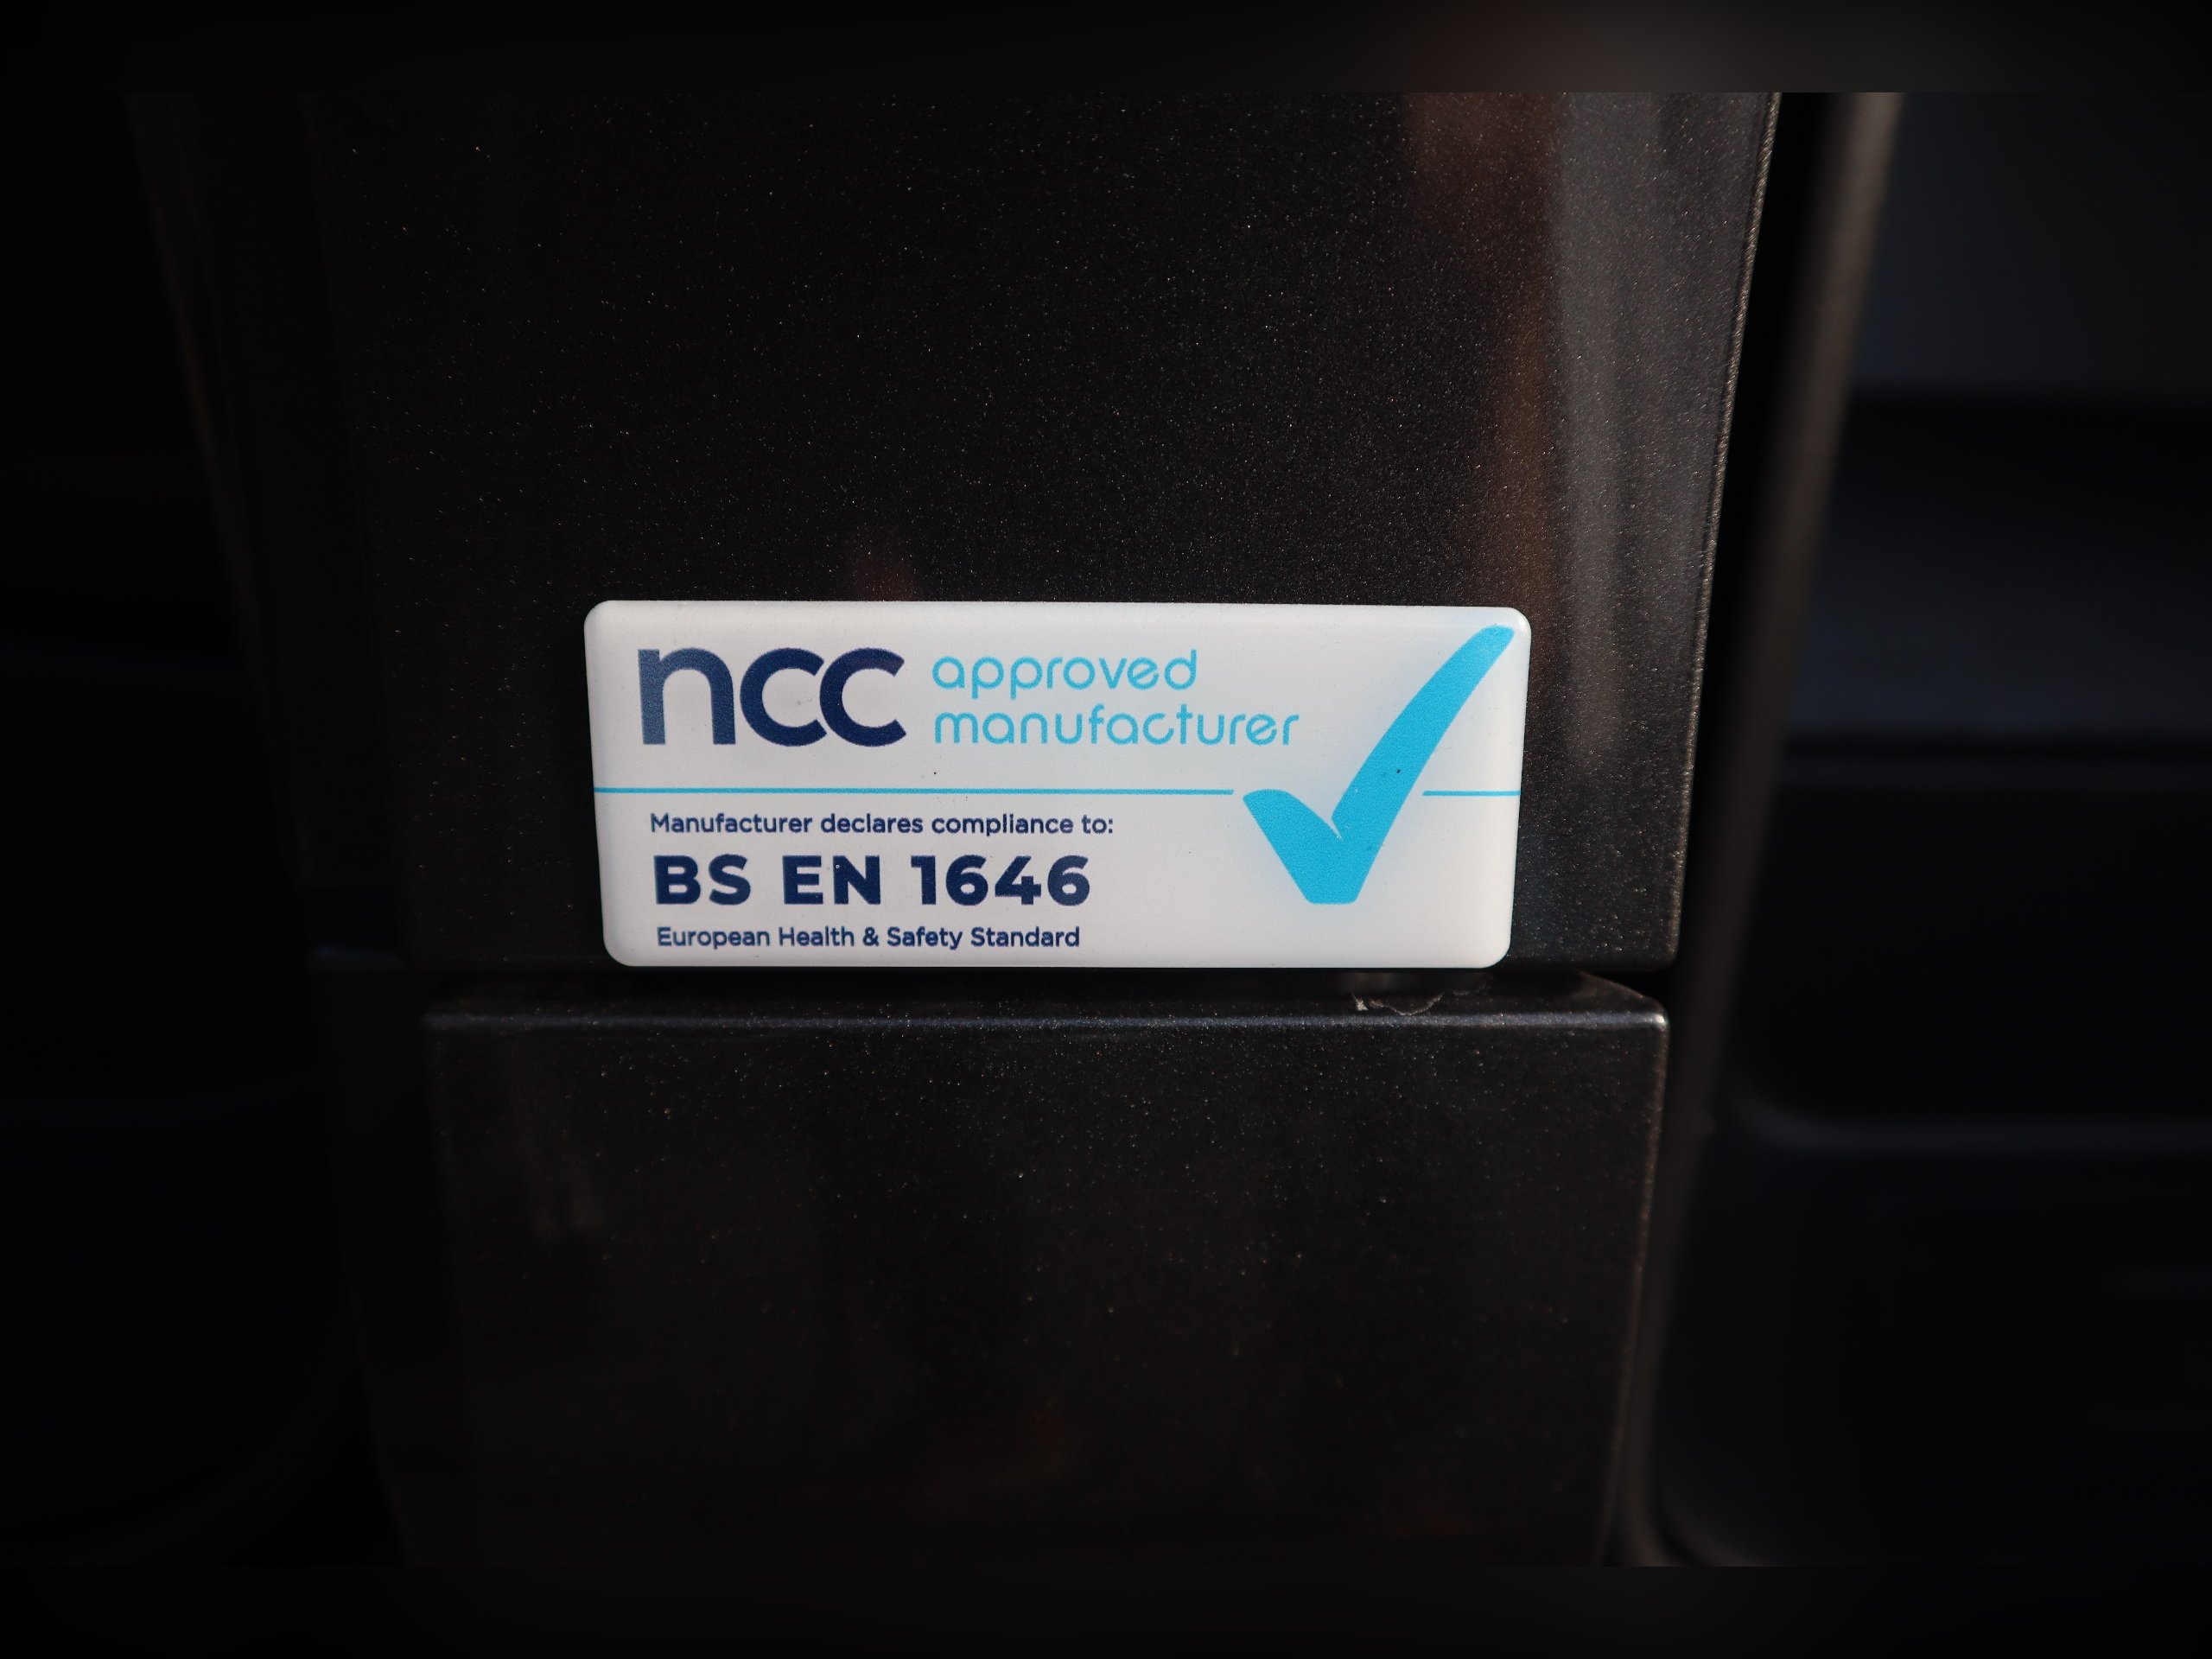 ncc approved
manufacturer
Manufacturer declares compliance to:
BS EN 1646
European Health & Safety Standard